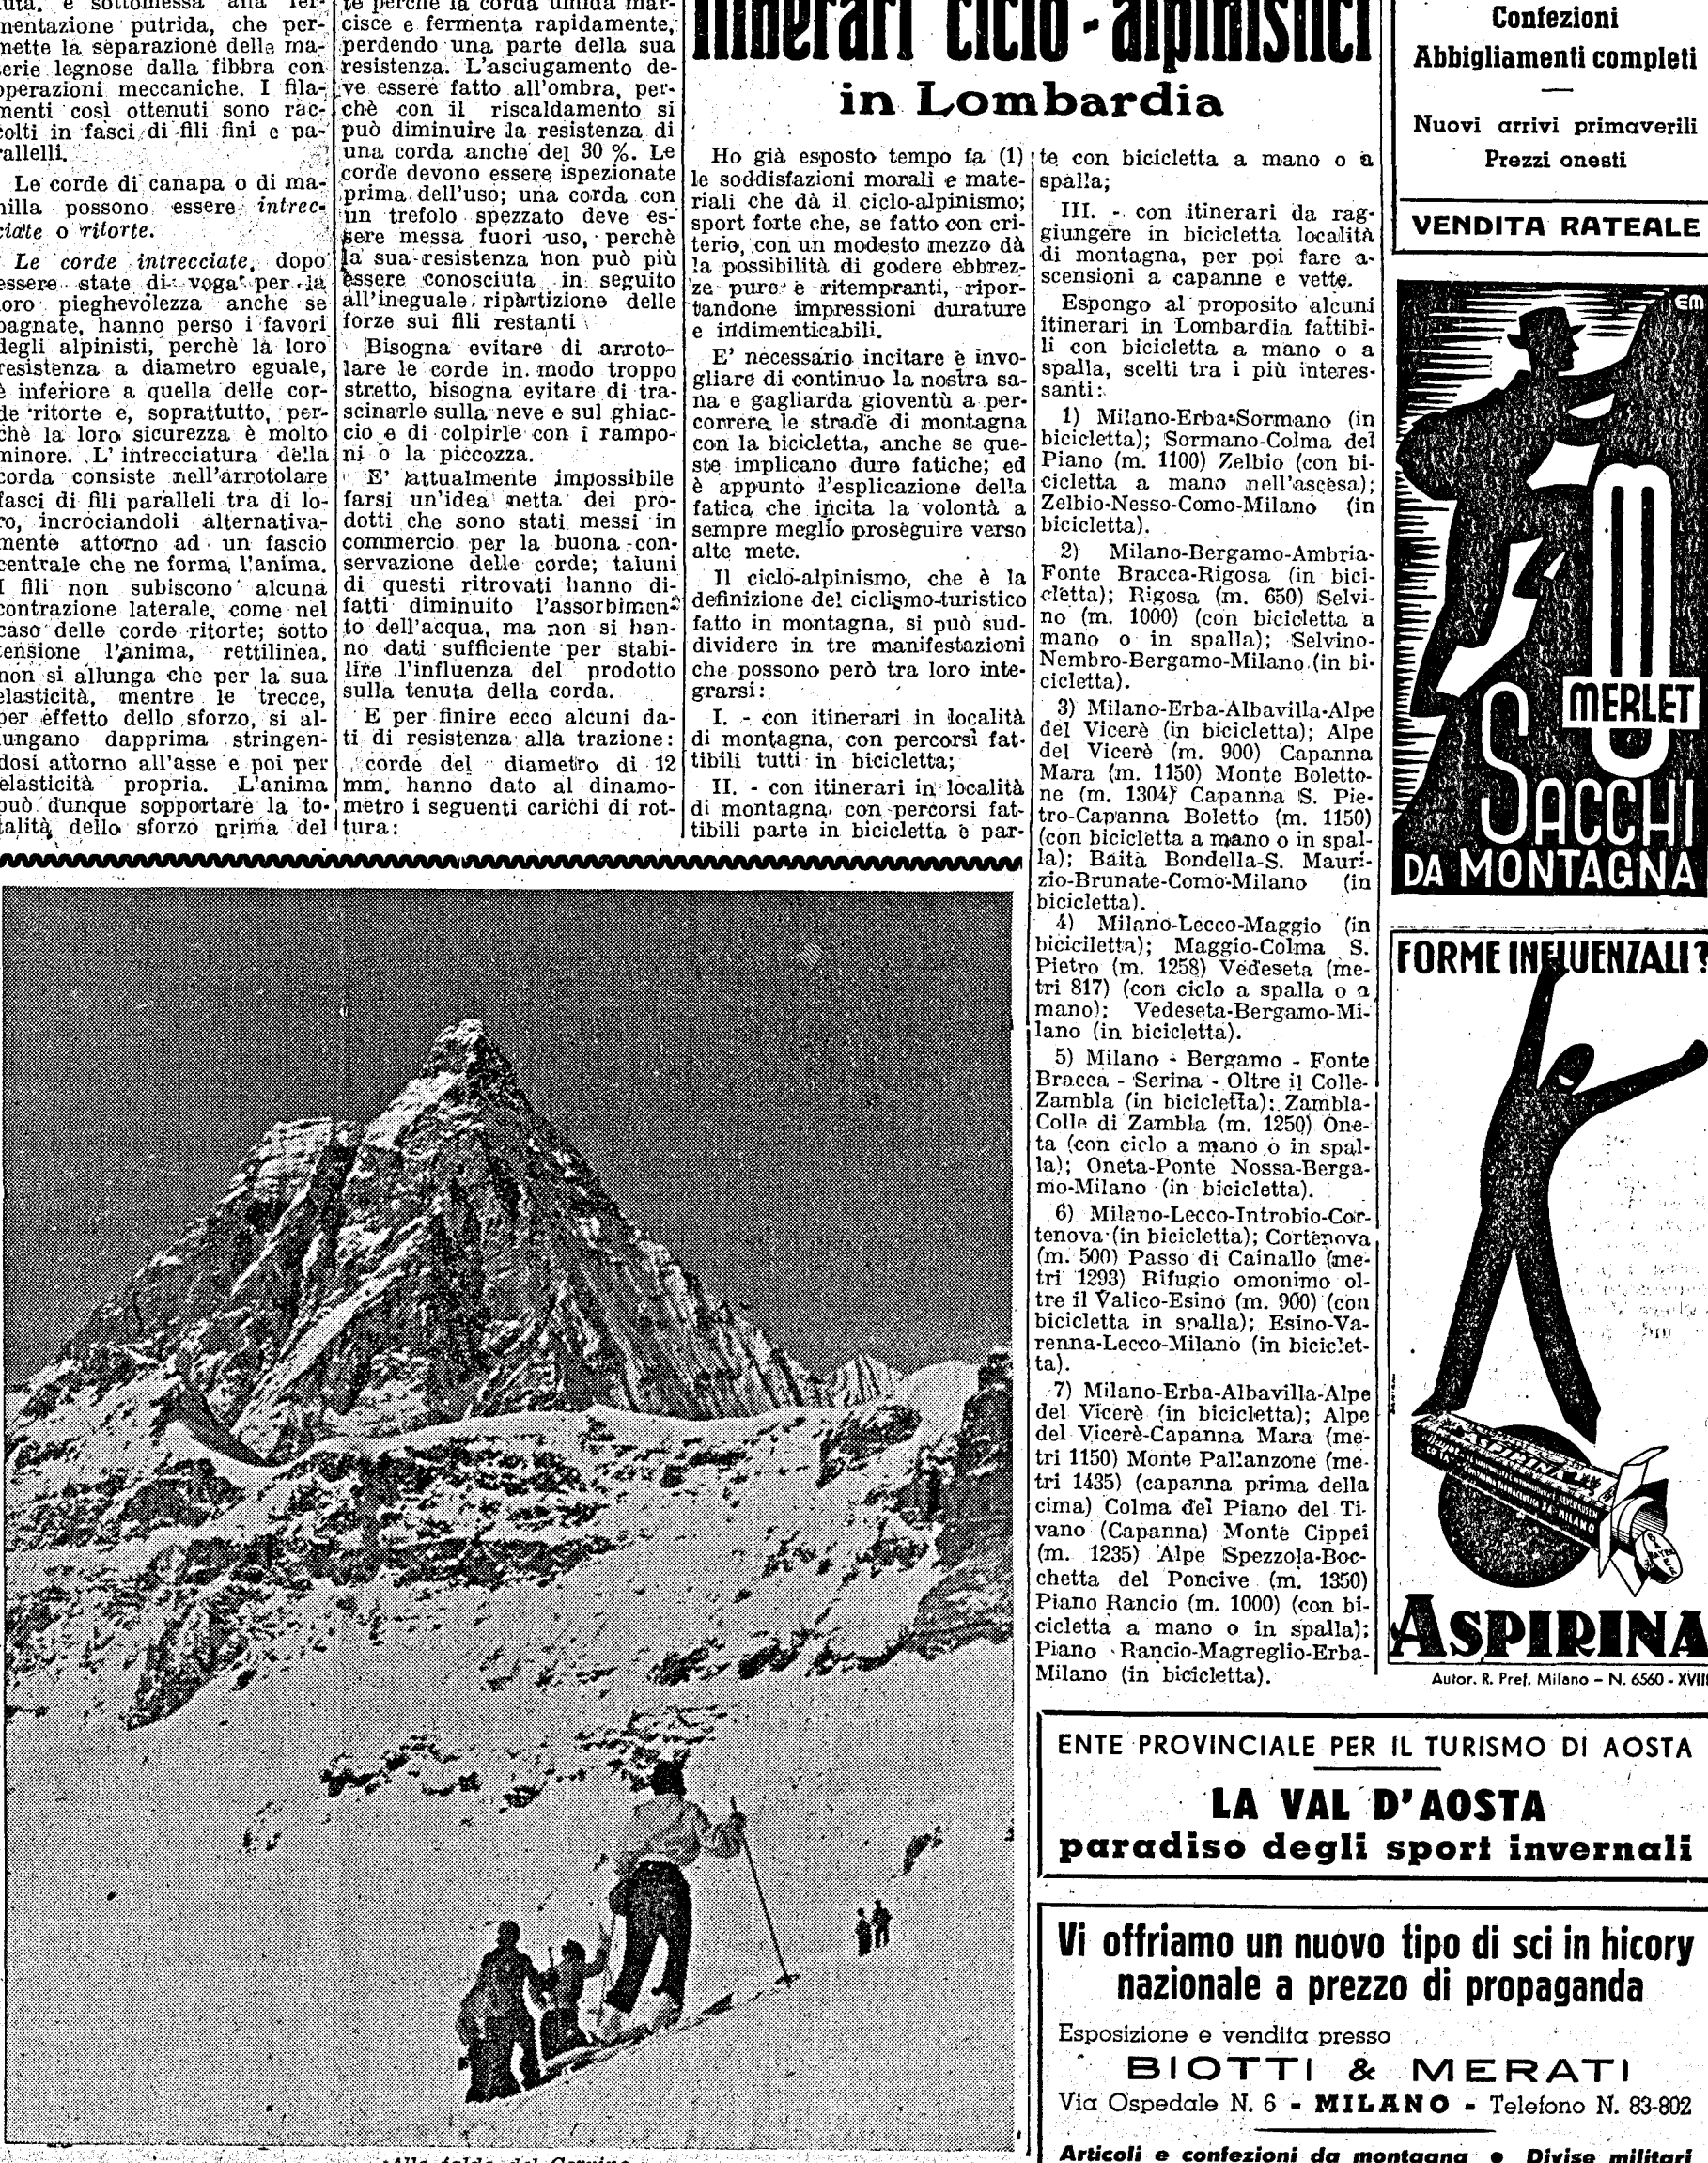 mentazione putrida, che per-
mette la separazione delle ma-
terie legnose dalla fibbra con
operazioni meccaniche. I fila-
menti così ottenuti sono rac-
colti in fasci di fili fini e pa-
rallelli.
Le corde di canapa o di ma-
nilla possono essere intrec-
ciate o ritorte.
Le corde intrecciate, dopo
essere state di voga per la
loro pieghevolezza anche se
bagnate, hanno perso i favori
degli alpinisti, perchè la loro
resistenza a diametro eguale,
è inferiore a quella delle cor-
de ritorte e, soprattutto, per-
chè la loro sicurezza è molto
minore. L' intrecciatura della
corda consiste nell'arrotolare
fasci di fili paralleli tra di lo-
ro, incrociandoli alternativa-
mente attorno ad un fascio
centrale che ne forma l'anima.
I fili non subiscono alcuna
contrazione laterale, come nel
caso delle corde ritorte; sotto
tensione l'anima, rettilinea,
non si allunga che per la sua
elasticità, mentre le trecce,
per effetto dello sforzo, si al-
lungano dapprima stringen-
dosi attorno all'asse e poi per
elasticità propria. L'anima
può dunque sopportare la to-
talità dello sforzo prima del
te perchè la corda umida mar-
cisce e fermenta rapidamente,
perdendo una parte della sua
resistenza. L'asciugamento de-
ve essere fatto all'ombra, per-
chè con il riscaldamento si
può diminuire la resistenza di
una corda anche del 30 %. Le
corde devono essere ispezionate
prima dell'uso; una corda con
un trefolo spezzato deve es-
sere messa fuori uso, perchè
la sua resistenza non può più
essere conosciuta in seguito
all'ineguale ripartizione delle
forze sui fili restanti
Bisogna evitare di arroto-
lare le corde in modo troppo
stretto, bisogna evitare di tra-
scinarle sulla neve e sul ghiac-
cio e di colpirle con i rampo-
ni o la piccozza.
E' attualmente impossibile
farsi un'idea netta dei pro-
dotti che sono stati messi in
commercio per la buona con-
servazione delle corde; taluni
di questi ritrovati hanno di-
fatti diminuito l'assorbimen-
to dell'acqua, ma non si han-
no dati sufficiente per stabi-
lire l'influenza del prodotto
sulla tenuta della corda.
E per finire ecco alcuni da-
ti di resistenza alla trazione:
corde del diametro di 12
mm. hanno dato al dinamo-
metro i seguenti carichi di rot-
tura:
Itinerari ciclo-alpinistici
in Lombardia
Ho già esposto tempo fa (1)
le soddisfazioni morali e mate-
riali che dà il ciclo-alpinismo;
sport forte che, se fatto con cri-
terio, con un modesto mezzo dà
la possibilità di godere ebbrez-
ze pure e ritempranti, ripor-
tandone impressioni durature
e indimenticabili.
E' necessario incitare e invo-
gliare di continuo la nostra sa-
na e gagliarda gioventù a per-
correre le strade di montagna
con la bicicletta, anche se que-
ste implicano dure fatiche; ed
è appunto l'esplicazione della
fatica che incita la volontà a
sempre meglio proseguire verso
alte mete.
Il ciclo-alpinismo, che è la
definizione del ciclismo-turistico
fatto in montagna, si può sud-
dividere in tre manifestazioni
che possono però tra loro inte-
grarsi:
I. - con itinerari in località
di montagna, con percorsi fat-
tibili tutti in bicicletta;
II. - con itinerari in località
di montagna, con percorsi fat-
tibili parte in bicicletta e par-
te con bicicletta a mano o a
spalla;
III. - con itinerari da rag-
giungere in bicicletta località
di montagna, per poi fare a-
scensioni a capanne e vette.
Espongo al proposito alcuni
itinerari in Lombardia fattibi-
li con bicicletta a mano o a
spalla, scelti tra i più interes-
santi:
1) Milano-Erba-Sormano (in
bicicletta); Sormano-Colma del
Piano (m. 1100) Zelbio (con bi-
cicletta a mano nell'ascesa);
Zelbio-Nesso-Como-Milano (in
bicicletta).
2) Milano-Bergamo-Ambria-
Fonte Bracca-Rigosa (in bici-
cletta); Rigosa (m. 650) Selvi-
no (m. 1000) (con bicicletta a
mano o in spalla); Selvino-
Nembro-Bergamo-Milano (in bi-
cicletta).
3) Milano-Erba-Albavilla-Alpe
del Vicerè (in bicicletta); Alpe
del Vicerè (m. 900) Capanna
Mara (m. 1150) Monte Boletto-
ne (m. 1304) Capanna S. Pie-
tro-Capanna Boletto (m. 1150)
(con bicicletta a mano o in spal-
la); Baita Bondella-S. Mauri-
zio-Brunate-Como-Milano (in
bicicletta).
4) Milano-Lecco-Maggio (in
biciciletta); Maggio-Colma S.
Pietro (m. 1258) Vedeseta (me-
tri 817) (con ciclo a spalla o a
mano); Vedeseta-Bergamo-Mi-
lano (in bicicletta).
5) Milano - Bergamo - Fonte
Bracca - Serina - Oltre il Colle-
Zambla (in bicicletta); Zambla-
Colle di Zambla (m. 1250) One-
ta (con ciclo a mano o in spal-
la); Oneta-Ponte Nossa-Berga-
mo-Milano (in bicicletta).
6) Milano-Lecco-Introbio-Cor-
tenova (in bicicletta); Cortenova
(m. 500) Passo di Cainallo (me-
tri 1293) Rifugio omonimo ol-
tre il Valico-Esino (m. 900) (con
bicicletta in spalla); Esino-Va-
renna-Lecco-Milano (in biciclet-
ta).
7) Milano-Erba-Albavilla-Alpe
del Vicerè (in bicicletta); Alpe
del Vicerè-Capanna Mara (me-
tri 1150) Monte Pallanzone (me-
tri 1435) (capanna prima della
cima) Colma del Piano del Ti-
vano (Capanna) Monte Cippei
(m. 1235) Alpe Spezzola-Boc-
chetta del Poncive (m. 1350)
Piano Rancio (m. 1000) (con bi-
cicletta a mano o in spalla);
Piano Rancio-Magreglio-Erba-
Milano (in bicicletta).
Confezioni
Abbigliamenti completi
Nuovi arrivi primaverili
Prezzi onesti
VENDITA RATEALE
EM
MERLET
SACCHI
DA MONTAGNA
FORME INFLUENZALI?
ASPIRINA
ASPIRINA
Autor. R. Pref. Milano - N. 6560 - XVIII
ENTE PROVINCIALE PER IL TURISMO DI AOSTA
LA VAL D'AOSTA
paradiso degli sport invernali
Vi offriamo un nuovo tipo di sci in hicory
nazionale a prezzo di propaganda
Esposizione e vendita presso
BIOTTI & MERATI
Via Ospedale N. 6 - MILANO - Telefono N. 83-802
Articoli e confezioni da montagna ● Divise militari